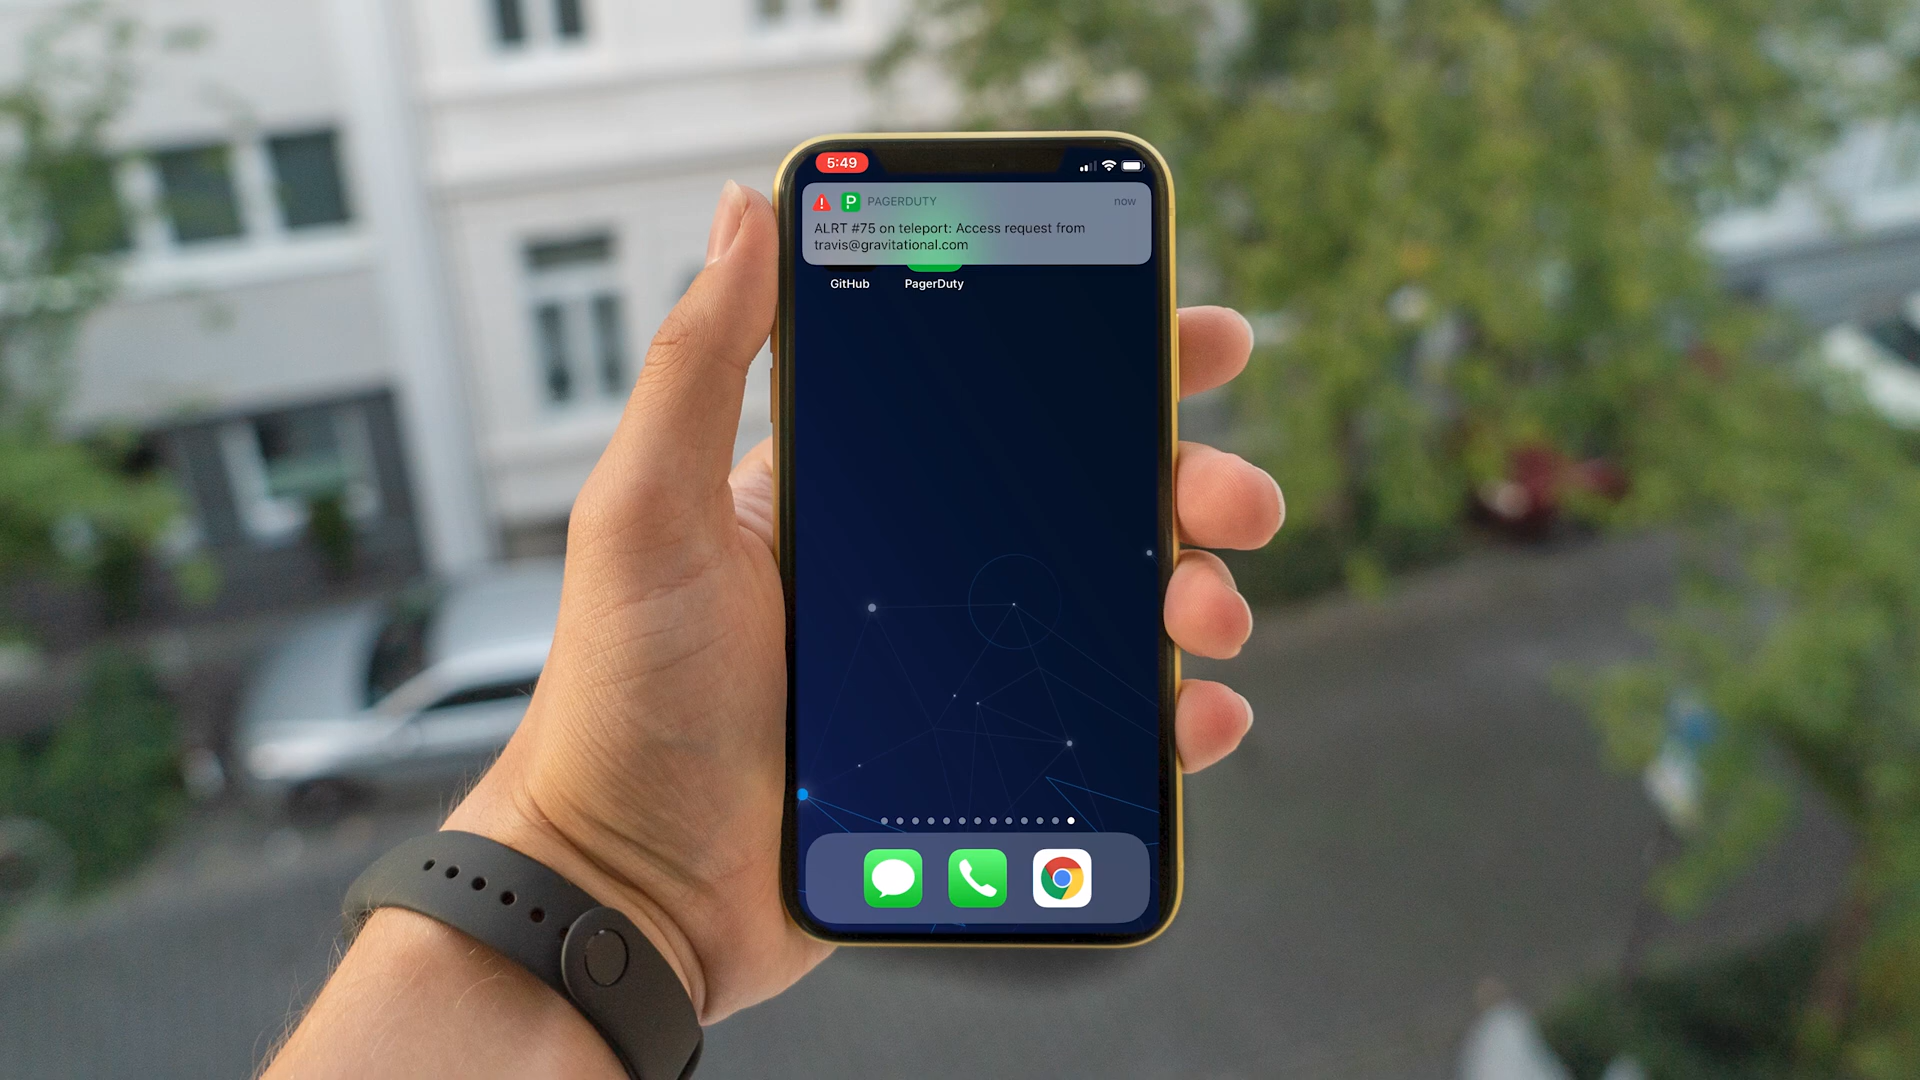 5:49
PAGERDUTY
now
ALRT #75 on teleport: Access request from
travis@gravitational.com
GitHub
PagerDuty